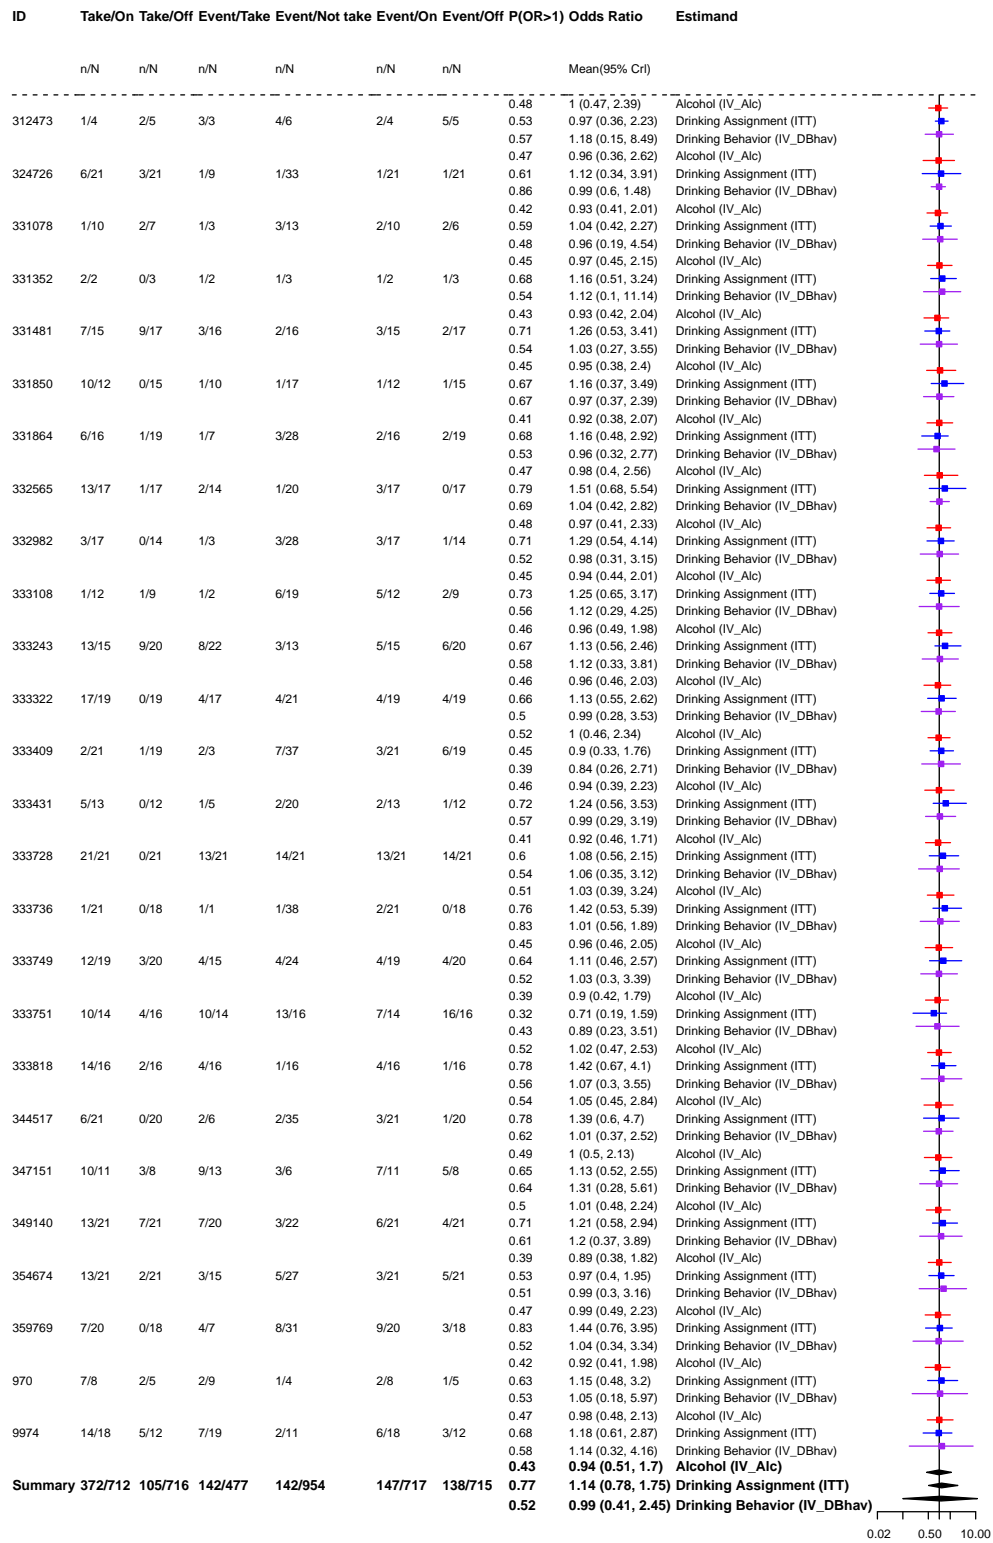 ID Take/On Take/Off Event/Take Event/Not take Event/On Event/Off P(OR>1) Odds Ratio Estimand
n/N n/N n/N n/N n/N n/N Mean(95% CrI)
0.48 1 (0.47, 2.39) Alcohol (IV_Alc)
312473 1/4 2/5 3/3 4/6 2/4 5/5 0.53 0.97 (0.36, 2.23) Drinking Assignment (ITT)
0.57 1.18 (0.15, 8.49) Drinking Behavior (IV_DBhav)
0.47 0.96 (0.36, 2.62) Alcohol (IV_Alc)
324726 6/21 3/21 1/9 1/33 1/21 1/21 0.61 1.12 (0.34, 3.91) Drinking Assignment (ITT)
0.86 0.99 (0.6, 1.48) Drinking Behavior (IV_DBhav)
0.42 0.93 (0.41, 2.01) Alcohol (IV_Alc)
331078 1/10 2/7 1/3 3/13 2/10 2/6 0.59 1.04 (0.42, 2.27) Drinking Assignment (ITT)
0.48 0.96 (0.19, 4.54) Drinking Behavior (IV_DBhav)
0.45 0.97 (0.45, 2.15) Alcohol (IV_Alc)
331352 2/2 0/3 1/2 1/3 1/2 1/3 0.68 1.16 (0.51, 3.24) Drinking Assignment (ITT)
0.54 1.12 (0.1, 11.14) Drinking Behavior (IV_DBhav)
0.43 0.93 (0.42, 2.04) Alcohol (IV_Alc)
331481 7/15 9/17 3/16 2/16 3/15 2/17 0.71 1.26 (0.53, 3.41) Drinking Assignment (ITT)
0.54 1.03 (0.27, 3.55) Drinking Behavior (IV_DBhav)
0.45 0.95 (0.38, 2.4) Alcohol (IV_Alc)
331850 10/12 0/15 1/10 1/17 1/12 1/15 0.67 1.16 (0.37, 3.49) Drinking Assignment (ITT)
0.67 0.97 (0.37, 2.39) Drinking Behavior (IV_DBhav)
0.41 0.92 (0.38, 2.07) Alcohol (IV_Alc)
331864 6/16 1/19 1/7 3/28 2/16 2/19 0.68 1.16 (0.48, 2.92) Drinking Assignment (ITT)
0.53 0.96 (0.32, 2.77) Drinking Behavior (IV_DBhav)
0.47 0.98 (0.4, 2.56) Alcohol (IV_Alc)
332565 13/17 1/17 2/14 1/20 3/17 0/17 0.79 1.51 (0.68, 5.54) Drinking Assignment (ITT)
0.69 1.04 (0.42, 2.82) Drinking Behavior (IV_DBhav)
0.48 0.97 (0.41, 2.33) Alcohol (IV_Alc)
332982 3/17 0/14 1/3 3/28 3/17 1/14 0.71 1.29 (0.54, 4.14) Drinking Assignment (ITT)
0.52 0.98 (0.31, 3.15) Drinking Behavior (IV_DBhav)
0.45 0.94 (0.44, 2.01) Alcohol (IV_Alc)
333108 1/12 1/9 1/2 6/19 5/12 2/9 0.73 1.25 (0.65, 3.17) Drinking Assignment (ITT)
0.56 1.12 (0.29, 4.25) Drinking Behavior (IV_DBhav)
0.46 0.96 (0.49, 1.98) Alcohol (IV_Alc)
333243 13/15 9/20 8/22 3/13 5/15 6/20 0.67 1.13 (0.56, 2.46) Drinking Assignment (ITT)
0.58 1.12 (0.33, 3.81) Drinking Behavior (IV_DBhav)
0.46 0.96 (0.46, 2.03) Alcohol (IV_Alc)
333322 17/19 0/19 4/17 4/21 4/19 4/19 0.66 1.13 (0.55, 2.62) Drinking Assignment (ITT)
0.5 0.99 (0.28, 3.53) Drinking Behavior (IV_DBhav)
0.52 1 (0.46, 2.34) Alcohol (IV_Alc)
333409 2/21 1/19 2/3 7/37 3/21 6/19 0.45 0.9 (0.33, 1.76) Drinking Assignment (ITT)
0.39 0.84 (0.26, 2.71) Drinking Behavior (IV_DBhav)
0.46 0.94 (0.39, 2.23) Alcohol (IV_Alc)
333431 5/13 0/12 1/5 2/20 2/13 1/12 0.72 1.24 (0.56, 3.53) Drinking Assignment (ITT)
0.57 0.99 (0.29, 3.19) Drinking Behavior (IV_DBhav)
0.41 0.92 (0.46, 1.71) Alcohol (IV_Alc)
333728 21/21 0/21 13/21 14/21 13/21 14/21 0.6 1.08 (0.56, 2.15) Drinking Assignment (ITT)
0.54 1.06 (0.35, 3.12) Drinking Behavior (IV_DBhav)
0.51 1.03 (0.39, 3.24) Alcohol (IV_Alc)
333736 1/21 0/18 1/1 1/38 2/21 0/18 0.76 1.42 (0.53, 5.39) Drinking Assignment (ITT)
0.83 1.01 (0.56, 1.89) Drinking Behavior (IV_DBhav)
0.45 0.96 (0.46, 2.05) Alcohol (IV_Alc)
333749 12/19 3/20 4/15 4/24 4/19 4/20 0.64 1.11 (0.46, 2.57) Drinking Assignment (ITT)
0.52 1.03 (0.3, 3.39) Drinking Behavior (IV_DBhav)
0.39 0.9 (0.42, 1.79) Alcohol (IV_Alc)
333751 10/14 4/16 10/14 13/16 7/14 16/16 0.32 0.71 (0.19, 1.59) Drinking Assignment (ITT)
0.43 0.89 (0.23, 3.51) Drinking Behavior (IV_DBhav)
0.52 1.02 (0.47, 2.53) Alcohol (IV_Alc)
333818 14/16 2/16 4/16 1/16 4/16 1/16 0.78 1.42 (0.67, 4.1) Drinking Assignment (ITT)
0.56 1.07 (0.3, 3.55) Drinking Behavior (IV_DBhav)
0.54 1.05 (0.45, 2.84) Alcohol (IV_Alc)
344517 6/21 0/20 2/6 2/35 3/21 1/20 0.78 1.39 (0.6, 4.7) Drinking Assignment (ITT)
0.62 1.01 (0.37, 2.52) Drinking Behavior (IV_DBhav)
0.49 1 (0.5, 2.13) Alcohol (IV_Alc)
347151 10/11 3/8 9/13 3/6 7/11 5/8 0.65 1.13 (0.52, 2.55) Drinking Assignment (ITT)
0.64 1.31 (0.28, 5.61) Drinking Behavior (IV_DBhav)
0.5 1.01 (0.48, 2.24) Alcohol (IV_Alc)
349140 13/21 7/21 7/20 3/22 6/21 4/21 0.71 1.21 (0.58, 2.94) Drinking Assignment (ITT)
0.61 1.2 (0.37, 3.89) Drinking Behavior (IV_DBhav)
0.39 0.89 (0.38, 1.82) Alcohol (IV_Alc)
354674 13/21 2/21 3/15 5/27 3/21 5/21 0.53 0.97 (0.4, 1.95) Drinking Assignment (ITT)
0.51 0.99 (0.3, 3.16) Drinking Behavior (IV_DBhav)
0.47 0.99 (0.49, 2.23) Alcohol (IV_Alc)
359769 7/20 0/18 4/7 8/31 9/20 3/18 0.83 1.44 (0.76, 3.95) Drinking Assignment (ITT)
0.52 1.04 (0.34, 3.34) Drinking Behavior (IV_DBhav)
0.42 0.92 (0.41, 1.98) Alcohol (IV_Alc)
970 7/8 2/5 2/9 1/4 2/8 1/5 0.63 1.15 (0.48, 3.2) Drinking Assignment (ITT)
0.53 1.05 (0.18, 5.97) Drinking Behavior (IV_DBhav)
0.47 0.98 (0.48, 2.13) Alcohol (IV_Alc)
9974 14/18 5/12 7/19 2/11 6/18 3/12 0.68 1.18 (0.61, 2.87) Drinking Assignment (ITT)
0.58 1.14 (0.32, 4.16) Drinking Behavior (IV_DBhav)
0.43 0.94 (0.51, 1.7) Alcohol (IV_Alc)
Summary 372/712 105/716 142/477 142/954 147/717 138/715 0.77 1.14 (0.78, 1.75) Drinking Assignment (ITT)
0.52 0.99 (0.41, 2.45) Drinking Behavior (IV_DBhav)
0.02 0.50 10.00